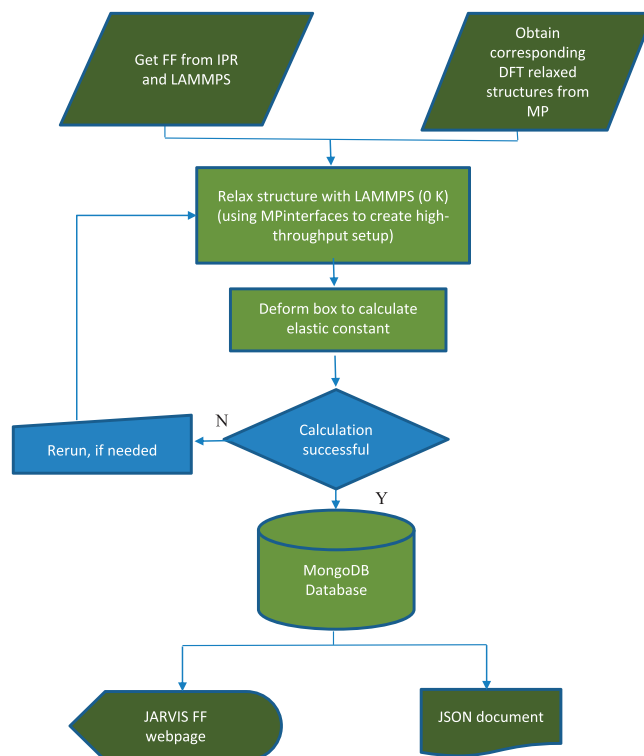 Get FF from IPR
and LAMMPS
Obtain
corresponding
DFT relaxed
structures from
MP
Relax structure with LAMMPS (0 K)
(using MPinterfaces to create high-
throughput setup)
Deform box to calculate
elastic constant
N
Calculation
successful
Rerun, if needed
Y
MongoDB
Database
JARVIS FF
webpage
JSON document